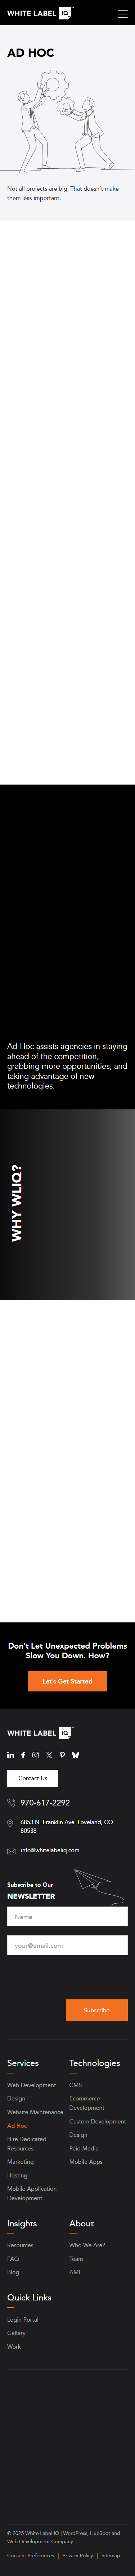 WHITE LABEL IQ
AD HOC
Not all projects are big. That doesn't make
them less important.
Ad Hoc assists agencies in staying
ahead of the competition,
grabbing more opportunities, and
taking advantage of new
technologies.
WHY WLIQ?
Don't Let Unexpected Problems
Slow You Down. How?
Let's Get Started
WHITE LABEL IQ
Contact Us
970-617-2292
6853 N. Franklin Ave. Loveland, CO
80538
info@whitelabeliq.com
Subscribe to Our
NEWSLETTER
Name
your@email.com
Subscribe
Services
Web Development
Design
Website Maintenance
Ad Hoc
Hire Dedicated
Resources
Marketing
Hosting
Mobile Application
Development
Technologies
CMS
Ecommerce
Development
Custom Development
Design
Paid Media
Mobile Apps
Insights
Resources
FAQ
Blog
About
Who We Are?
Team
AMI
Quick Links
Login Portal
Gallery
Work
© 2025 White Label IQ | WordPress, HubSpot and
Web Development Company
Consent Preferences | Privacy Policy | Sitemap